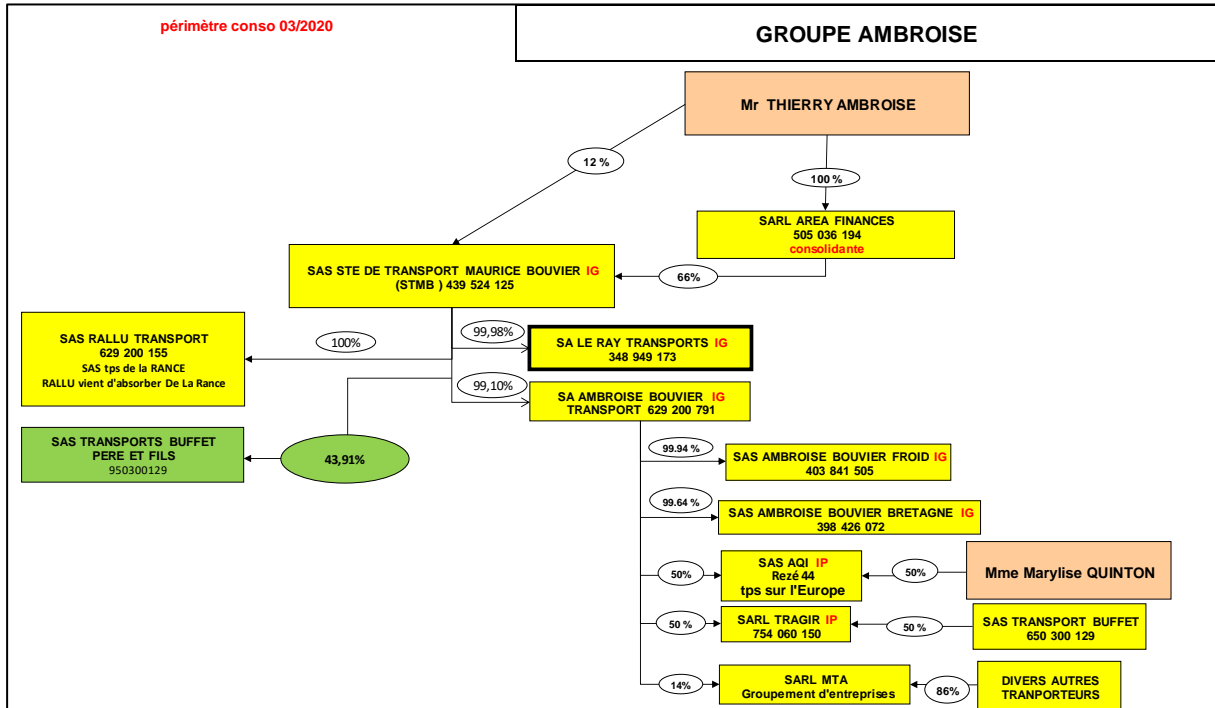 périmètre conso 03/2020
GROUPE AMBROISE
Mr THIERRY AMBROISE
12 %
100 %
SARL AREA FINANCES
505 036 194
consolidante
SAS STE DE TRANSPORT MAURICE BOUVIER IG
(STMB ) 439 524 125
66%
SAS RALLU TRANSPORT
629 200 155
SAS tps de la RANCE
RALLU vient d'absorber De La Rance
100%
99,98%
SA LE RAY TRANSPORTS IG
348 949 173
99,10%
SA AMBROISE BOUVIER IG
TRANSPORT 629 200 791
SAS TRANSPORTS BUFFET
PERE ET FILS
950300129
43,91%
99.94 %
SAS AMBROISE BOUVIER FROID IG
403 841 505
99.64 %
SAS AMBROISE BOUVIER BRETAGNE IG
398 426 072
50%
SAS AQI IP
Rezé 44
tps sur l'Europe
50%
Mme Marylise QUINTON
50 %
SARL TRAGIR IP
754 060 150
50 %
SAS TRANSPORT BUFFET
650 300 129
14%
SARL MTA
Groupement d'entreprises
86%
DIVERS AUTRES
TRANPORTEURS